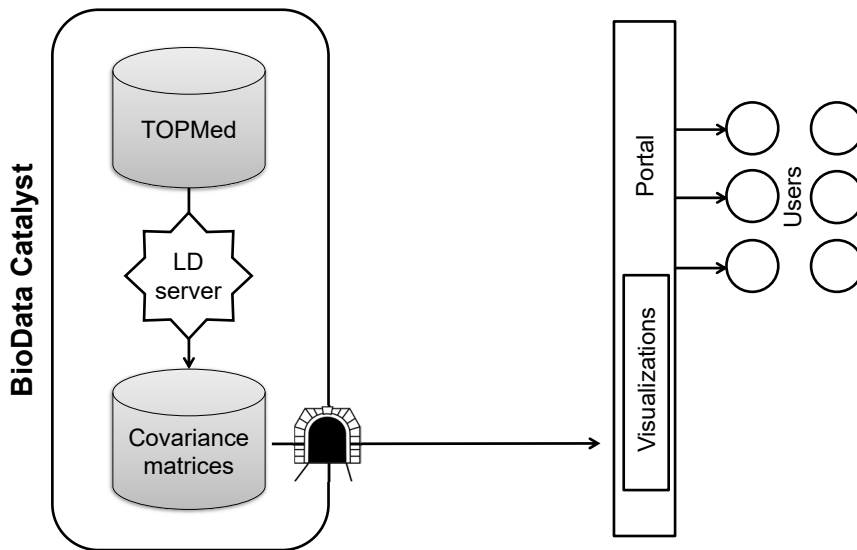 BioData Catalyst
TOPMed
LD
server
Covariance
matrices
Portal
Visualizations
Users